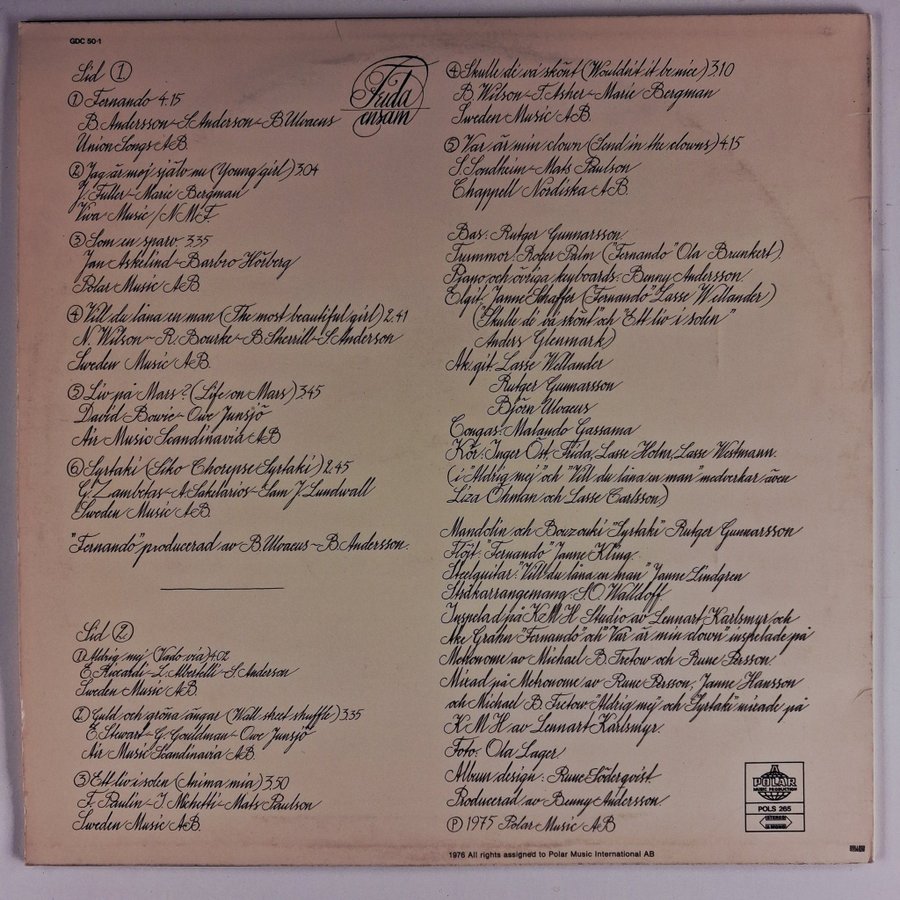 GDC 50-1
Frida
ensam
Sid 1
1 Fernando 4.15
B. Andersson-S. Anderson-B. Ulvaeus
Union Songs AB
2 Jag är mej själv nu (Young girl) 3.04
J. Fuller-Marie Bergman
Viva Music/N.M.F.
3 Som en sparv 3.35
Jan Askelind-Barbro Hörberg
Polar Music AB
4 Vill du låna en man (The most beautiful girl) 2.41
N. Wilson-R. Bourke-B. Sherrill-S. Anderson
Sweden Music AB
5 Liv på Mars? (Life on Mars) 3.45
David Bowie-Owe Junsjö
Air Music Scandinavia AB
6 Syrtaki (Siko Chorepse Syrtaki) 2.45
G. Zambetas-A. Sakelarios-Sam J. Lundwall
Sweden Music AB
"Fernando" producerad av B. Ulvaeus-B. Andersson.
Sid 2
1 Aldrig mej (Vado via) 4.02
E. Riccardi-L. Albertelli-S. Anderson
Sweden Music AB
2 Guld och gröna ängar (Wall street shuffle) 3.35
E. Stewart-G. Gouldman-Owe Junsjö
Air Music Scandinavia AB
3 Ett liv i solen (Anima mia) 3.50
F. Paulin-I. Michetti-Mats Paulson
Sweden Music AB
4 Skulle de' va' skönt (Wouldn't it be nice) 3.10
B. Wilson-T. Asher-Marie Bergman
Sweden Music AB
5 Var är min clown (Send in the clowns) 4.15
S. Sondheim-Mats Paulson
Chappell Nordiska AB
Bas: Rutger Gunnarsson
Trummor: Roger Palm ("Fernando" Ola Brunkert)
Piano och övriga keyboards: Benny Andersson
Elgit. Janne Schaffer (Fernando" Lasse Wellander)
("Skulle de' va' skönt" och "Ett liv i solen"
Anders Glenmark)
Ak. git. Lasse Wellander
Rutger Gunnarsson
Björn Ulvaeus
Congas: Malando Gassama
Kör: Inger Öst, Frida, Lasse Holm, Lasse Westmann.
(i "Aldrig mej" och "Vill du låna en man" medverkar även
Liza Öhman och Lasse Carlsson)
Mandolin och Bouzouki "Syrtaki" Rutger Gunnarsson
Flöjt: "Fernando" Janne Kling.
Steelguitar: "Vill du låna en man" Janne Lindgren
Stråkarrangemang: S.O. Walldoff
Inspelad på KMH Studio av Lennart Karlsmyr och
Åke Grahn "Fernando" och "Var är min clown" inspelade på
Metronome av Michael B. Tretow och Rune Persson
Mixad på Metronome av Rune Persson, Janne Hansson
och Michael B. Tretow "Aldrig mej" och "Syrtaki" mixade på
KMH av Lennart Karlsmyr.
Foto: Ola Lager.
Album design: Rune Söderqvist
Producerad av Benny Andersson
℗ 1975 Polar Music AB
1976 All rights assigned to Polar Music International AB
A
POLAR
MUSIC PRODUCTION
POLS 265
STEREO
MONO